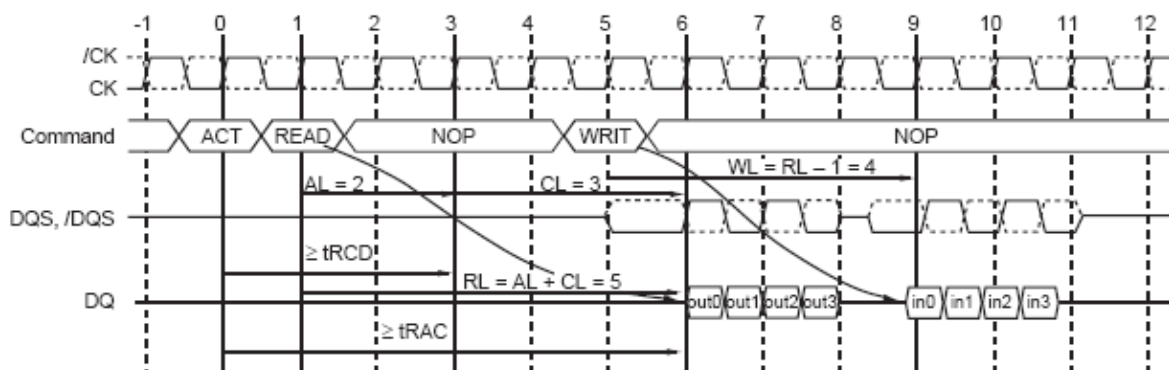 -1 0 1 2 3 4 5 6 7 8 9 10 11 12
/CK
CK
Command ACT READ NOP WRIT NOP
WL = RL – 1 = 4
AL = 2 CL = 3
DQS, /DQS
≥ tRCD
RL = AL + CL = 5
DQ out0 out1 out2 out3 in0 in1 in2 in3
≥ tRAC